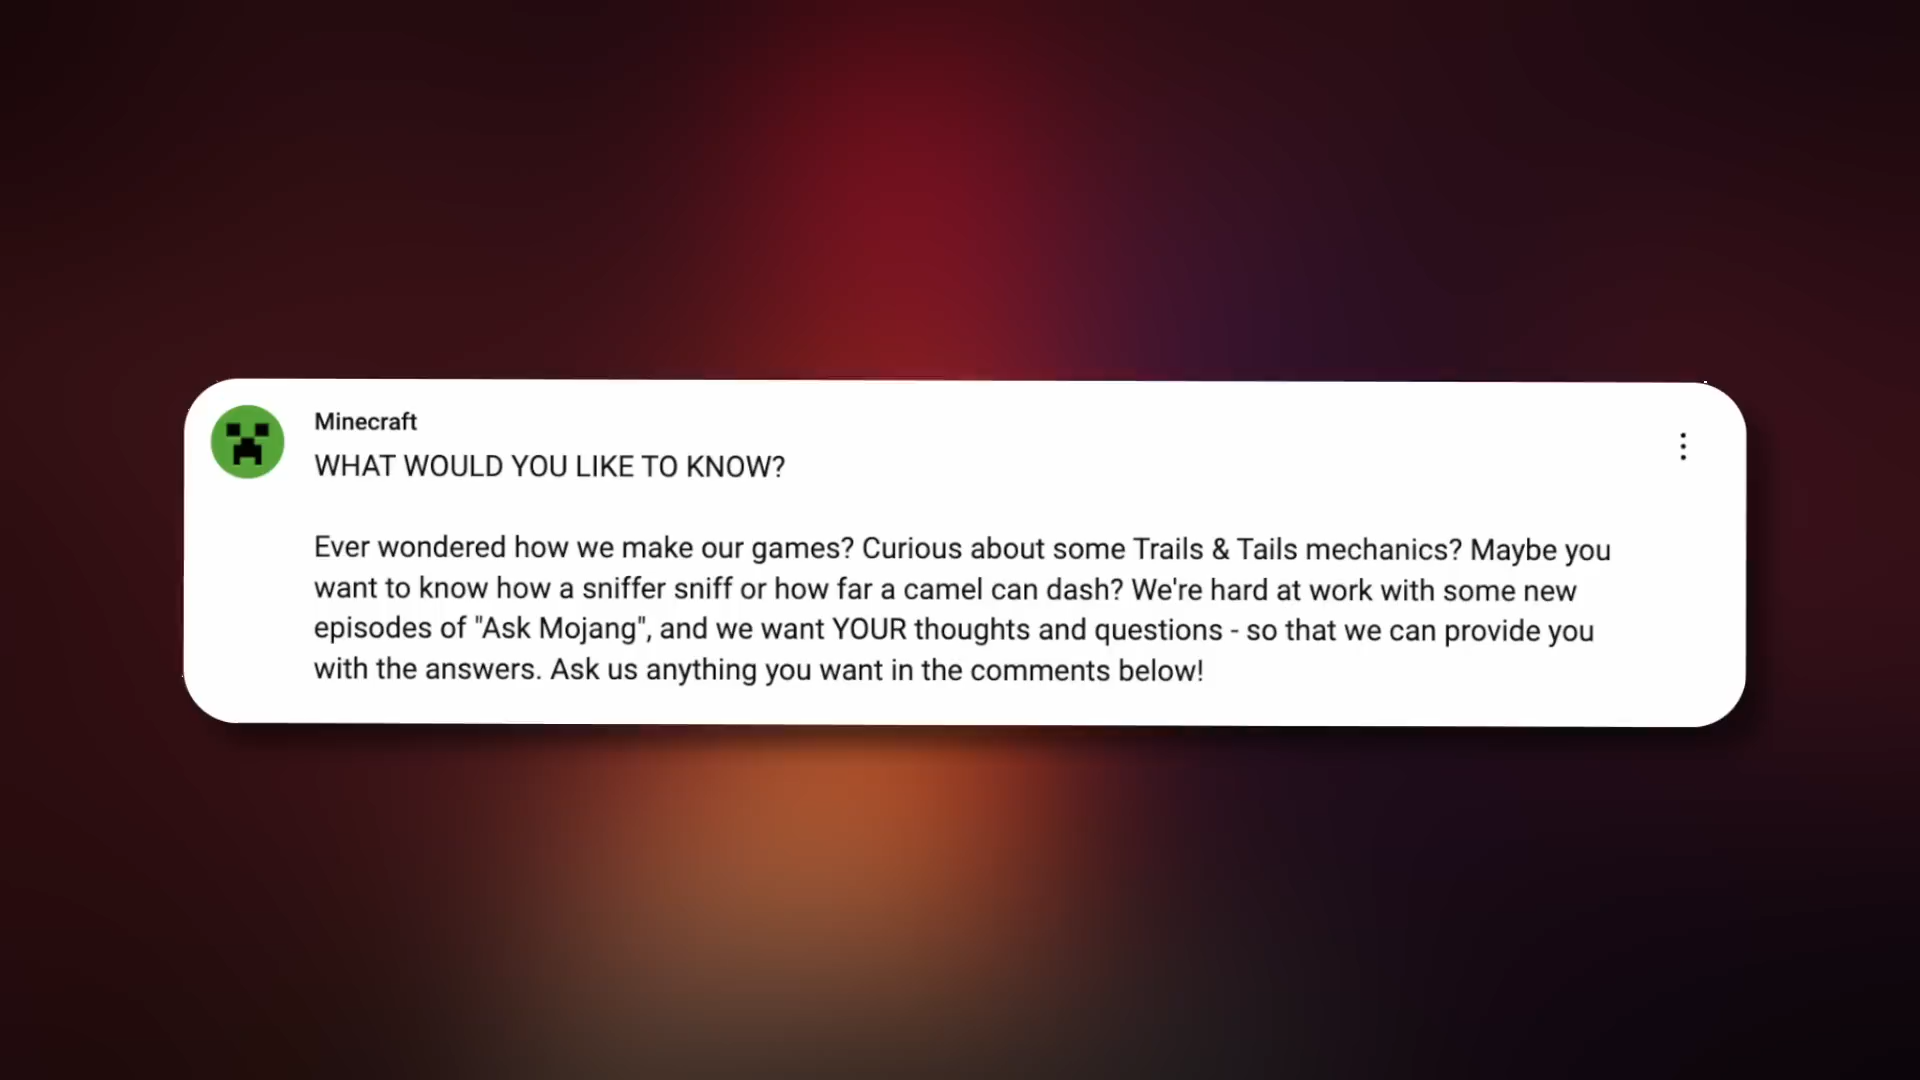 Minecraft
WHAT WOULD YOU LIKE TO KNOW?
Ever wondered how we make our games? Curious about some Trails & Tails mechanics? Maybe you
want to know how a sniffer sniff or how far a camel can dash? We're hard at work with some new
episodes of "Ask Mojang", and we want YOUR thoughts and questions - so that we can provide you
with the answers. Ask us anything you want in the comments below!